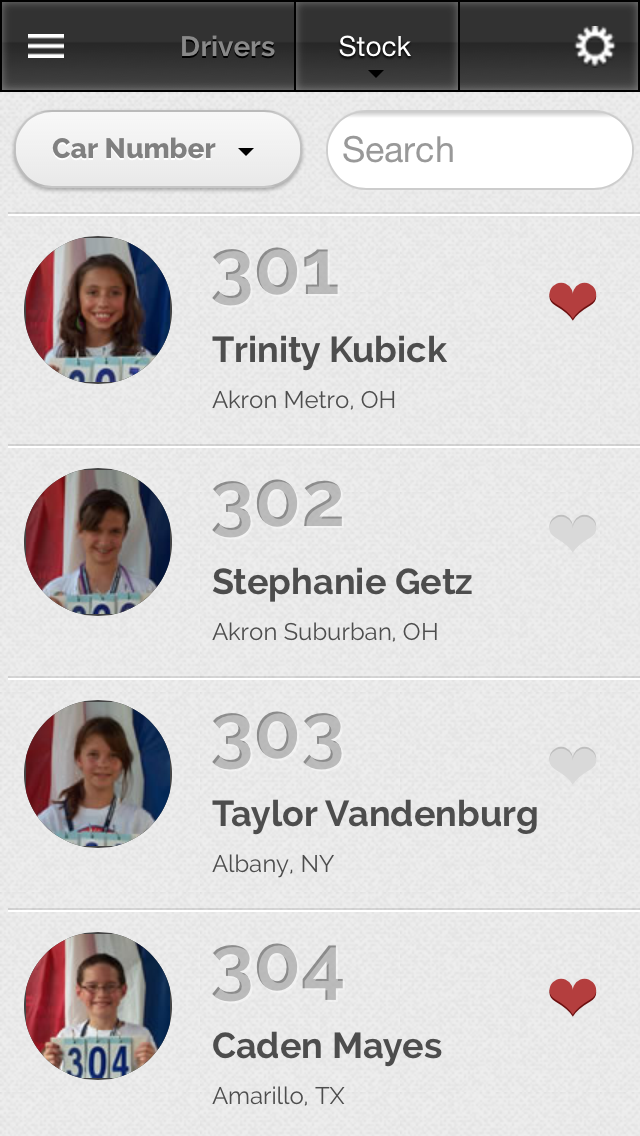 Drivers Stock
Car Number Search
301
Trinity Kubick
Akron Metro, OH
302
Stephanie Getz
Akron Suburban, OH
303
Taylor Vandenburg
Albany, NY
304
304
Caden Mayes
Amarillo, TX